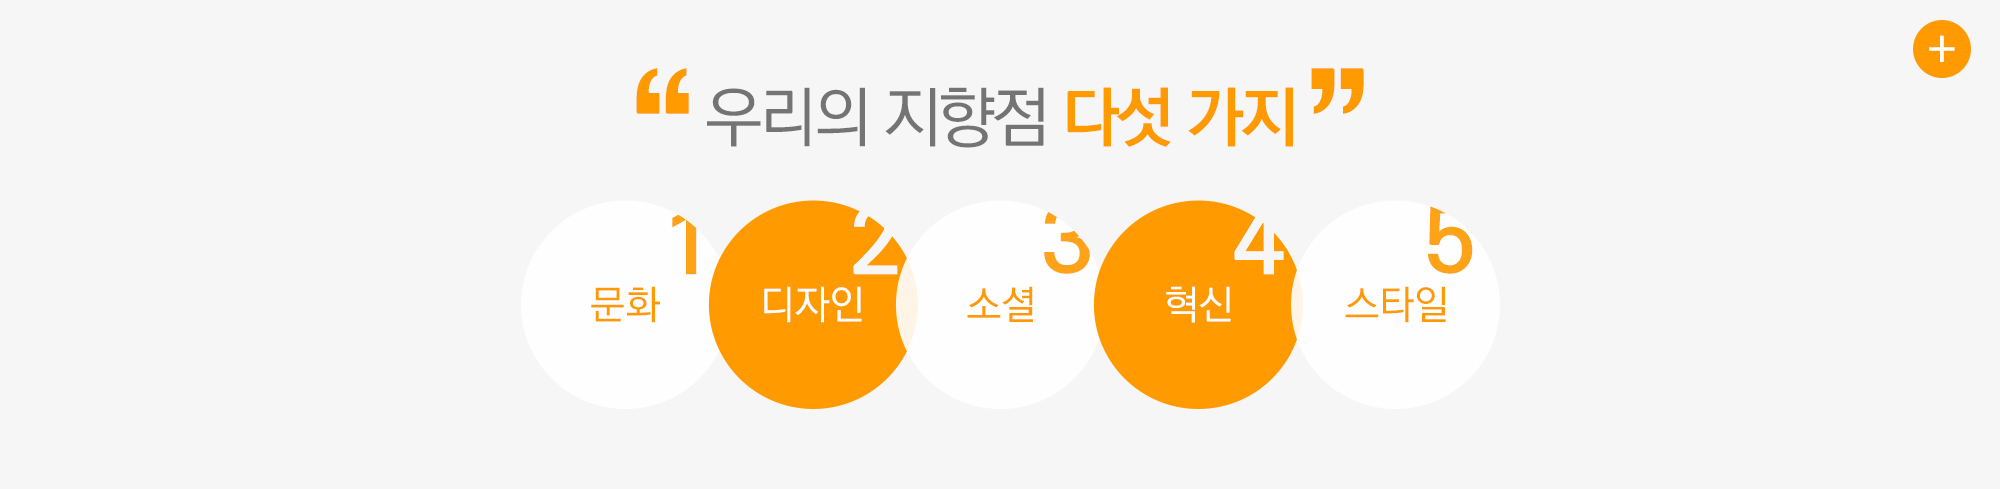 +
“ 우리의 지향점 다섯 가지 ”
1 2 3 4 5
문화 디자인 소셜 혁신 스타일